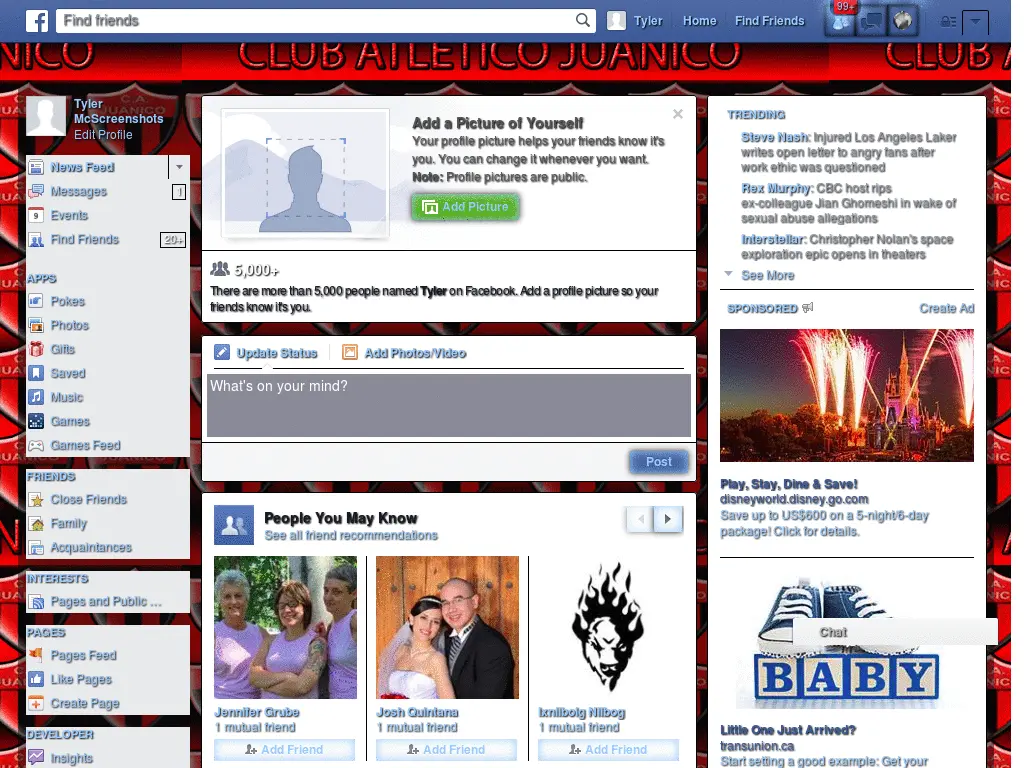 Find friends
Tyler
Home
Find Friends
99+
NICO
CLUB ATLETICO JUANICO
CLUB A
Tyler
McScreenshots
Edit Profile
News Feed
Messages
1
9
Events
Find Friends
20+
APPS
Pokes
Photos
Gifts
Saved
Music
Games
Games Feed
FRIENDS
Close Friends
Family
Acquaintances
INTERESTS
Pages and Public ...
PAGES
Pages Feed
Like Pages
Create Page
DEVELOPER
Insights
Add a Picture of Yourself
Your profile picture helps your friends know it's
you. You can change it whenever you want.
Note: Profile pictures are public.
Add Picture
5,000+
There are more than 5,000 people named Tyler on Facebook. Add a profile picture so your
friends know it's you.
Update Status
Add Photos/Video
What's on your mind?
Post
People You May Know
See all friend recommendations
Jennifer Grube
1 mutual friend
Add Friend
Josh Quintana
1 mutual friend
Add Friend
Ixnilbolg Nilbog
1 mutual friend
Add Friend
TRENDING
Steve Nash: Injured Los Angeles Laker
writes open letter to angry fans after
work ethic was questioned
Rex Murphy: CBC host rips
ex-colleague Jian Ghomeshi in wake of
sexual abuse allegations
Interstellar: Christopher Nolan's space
exploration epic opens in theaters
See More
SPONSORED
Create Ad
Play, Stay, Dine & Save!
disneyworld.disney.go.com
Save up to US$600 on a 5-night/6-day
package! Click for details.
Chat
BABY
Little One Just Arrived?
transunion.ca
Start setting a good example: Get your